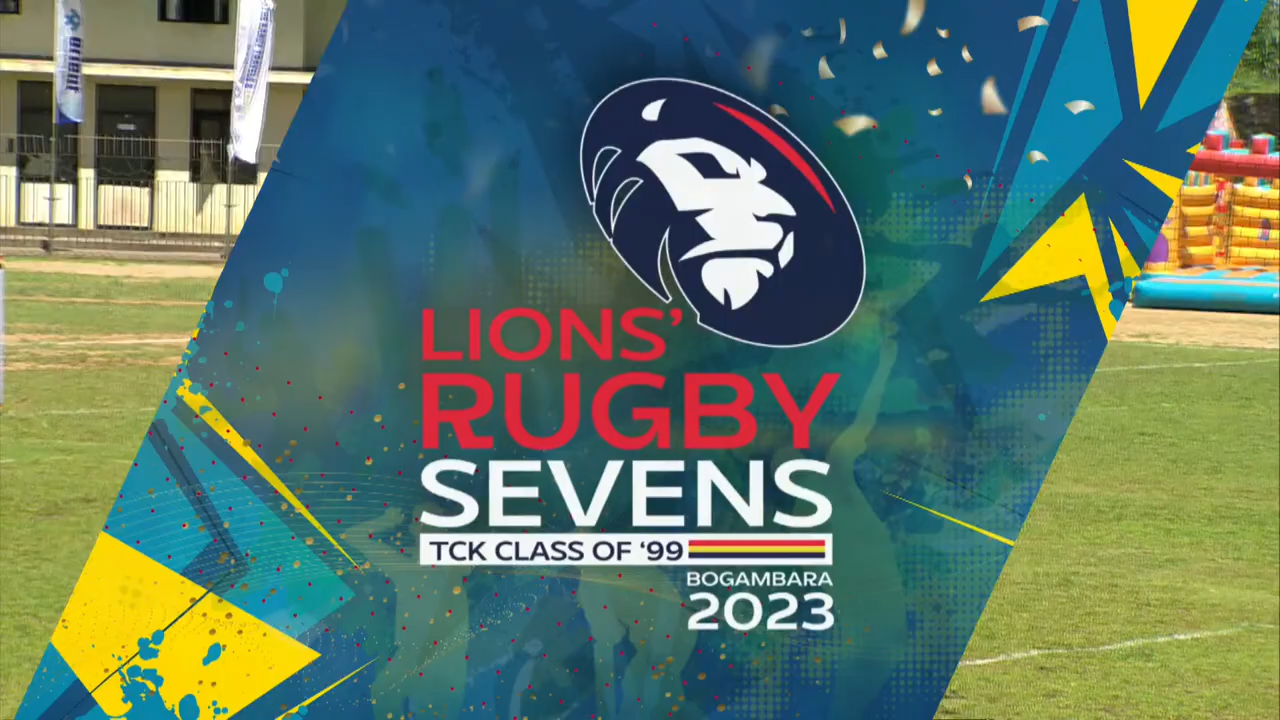 LIONS'
RUGBY
SEVENS
TCK CLASS OF '99
BOGAMBARA
2023